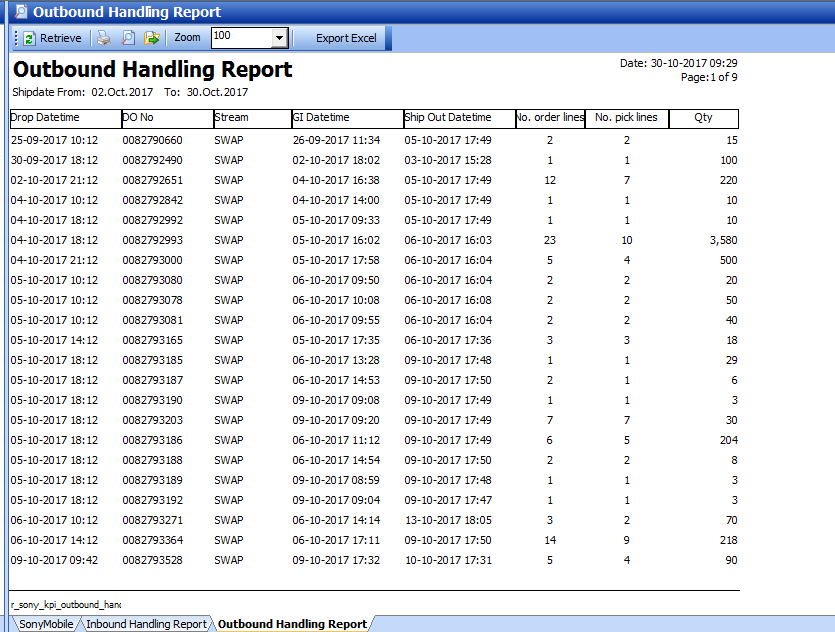 Outbound Handling Report
Retrieve Zoom 100 Export Excel
Outbound Handling Report
Date: 30-10-2017 09:29
Page:1 of 9
Shipdate From: 02.Oct.2017 To: 30.Oct.2017
Drop Datetime DO No Stream GI Datetime Ship Out Datetime No. order lines No. pick lines Qty
25-09-2017 10:12 0082790660 SWAP 26-09-2017 11:34 05-10-2017 17:49 2 2 15
30-09-2017 18:12 0082792490 SWAP 02-10-2017 18:02 03-10-2017 15:28 1 1 100
02-10-2017 21:12 0082792651 SWAP 04-10-2017 16:38 05-10-2017 17:49 12 7 220
04-10-2017 10:12 0082792842 SWAP 04-10-2017 14:00 05-10-2017 17:49 1 1 10
04-10-2017 18:12 0082792992 SWAP 05-10-2017 09:33 05-10-2017 17:49 1 1 10
04-10-2017 18:12 0082792993 SWAP 05-10-2017 16:02 06-10-2017 16:03 23 10 3,580
04-10-2017 21:12 0082793000 SWAP 05-10-2017 17:58 06-10-2017 16:04 5 4 500
05-10-2017 10:12 0082793080 SWAP 06-10-2017 09:50 06-10-2017 16:04 2 2 20
05-10-2017 10:12 0082793078 SWAP 06-10-2017 10:08 06-10-2017 16:08 2 2 50
05-10-2017 10:12 0082793081 SWAP 06-10-2017 09:55 06-10-2017 16:04 2 2 40
05-10-2017 14:12 0082793165 SWAP 05-10-2017 17:35 06-10-2017 17:36 3 3 18
05-10-2017 18:12 0082793185 SWAP 06-10-2017 13:28 09-10-2017 17:48 1 1 29
05-10-2017 18:12 0082793187 SWAP 06-10-2017 14:53 09-10-2017 17:50 2 1 6
05-10-2017 18:12 0082793190 SWAP 09-10-2017 09:08 09-10-2017 17:49 1 1 3
05-10-2017 18:12 0082793203 SWAP 09-10-2017 09:20 09-10-2017 17:49 7 7 30
05-10-2017 18:12 0082793186 SWAP 06-10-2017 11:12 09-10-2017 17:49 6 5 204
05-10-2017 18:12 0082793188 SWAP 06-10-2017 14:54 09-10-2017 17:50 2 2 8
05-10-2017 18:12 0082793189 SWAP 09-10-2017 08:59 09-10-2017 17:48 1 1 3
05-10-2017 18:12 0082793192 SWAP 09-10-2017 09:04 09-10-2017 17:47 1 1 3
06-10-2017 10:12 0082793271 SWAP 06-10-2017 14:14 13-10-2017 18:05 3 2 70
06-10-2017 14:12 0082793364 SWAP 06-10-2017 17:11 09-10-2017 17:50 14 9 218
09-10-2017 09:42 0082793528 SWAP 09-10-2017 17:32 10-10-2017 17:31 5 4 90
r_sony_kpi_outbound_hand
SonyMobile Inbound Handling Report Outbound Handling Report